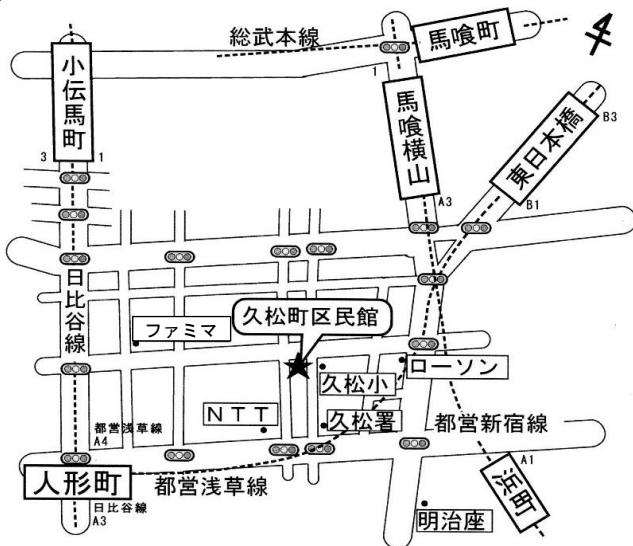 総武本線
馬喰町
小伝馬町
1
馬喰横山
東日本橋
B3
3
1
A3
B1
日比谷線
久松町区民館
ファミマ
ローソン
久松小
久松署
NTT
都営浅草線
A4
都営新宿線
人形町
都営浅草線
A1
浜町
日比谷線
A3
明治座